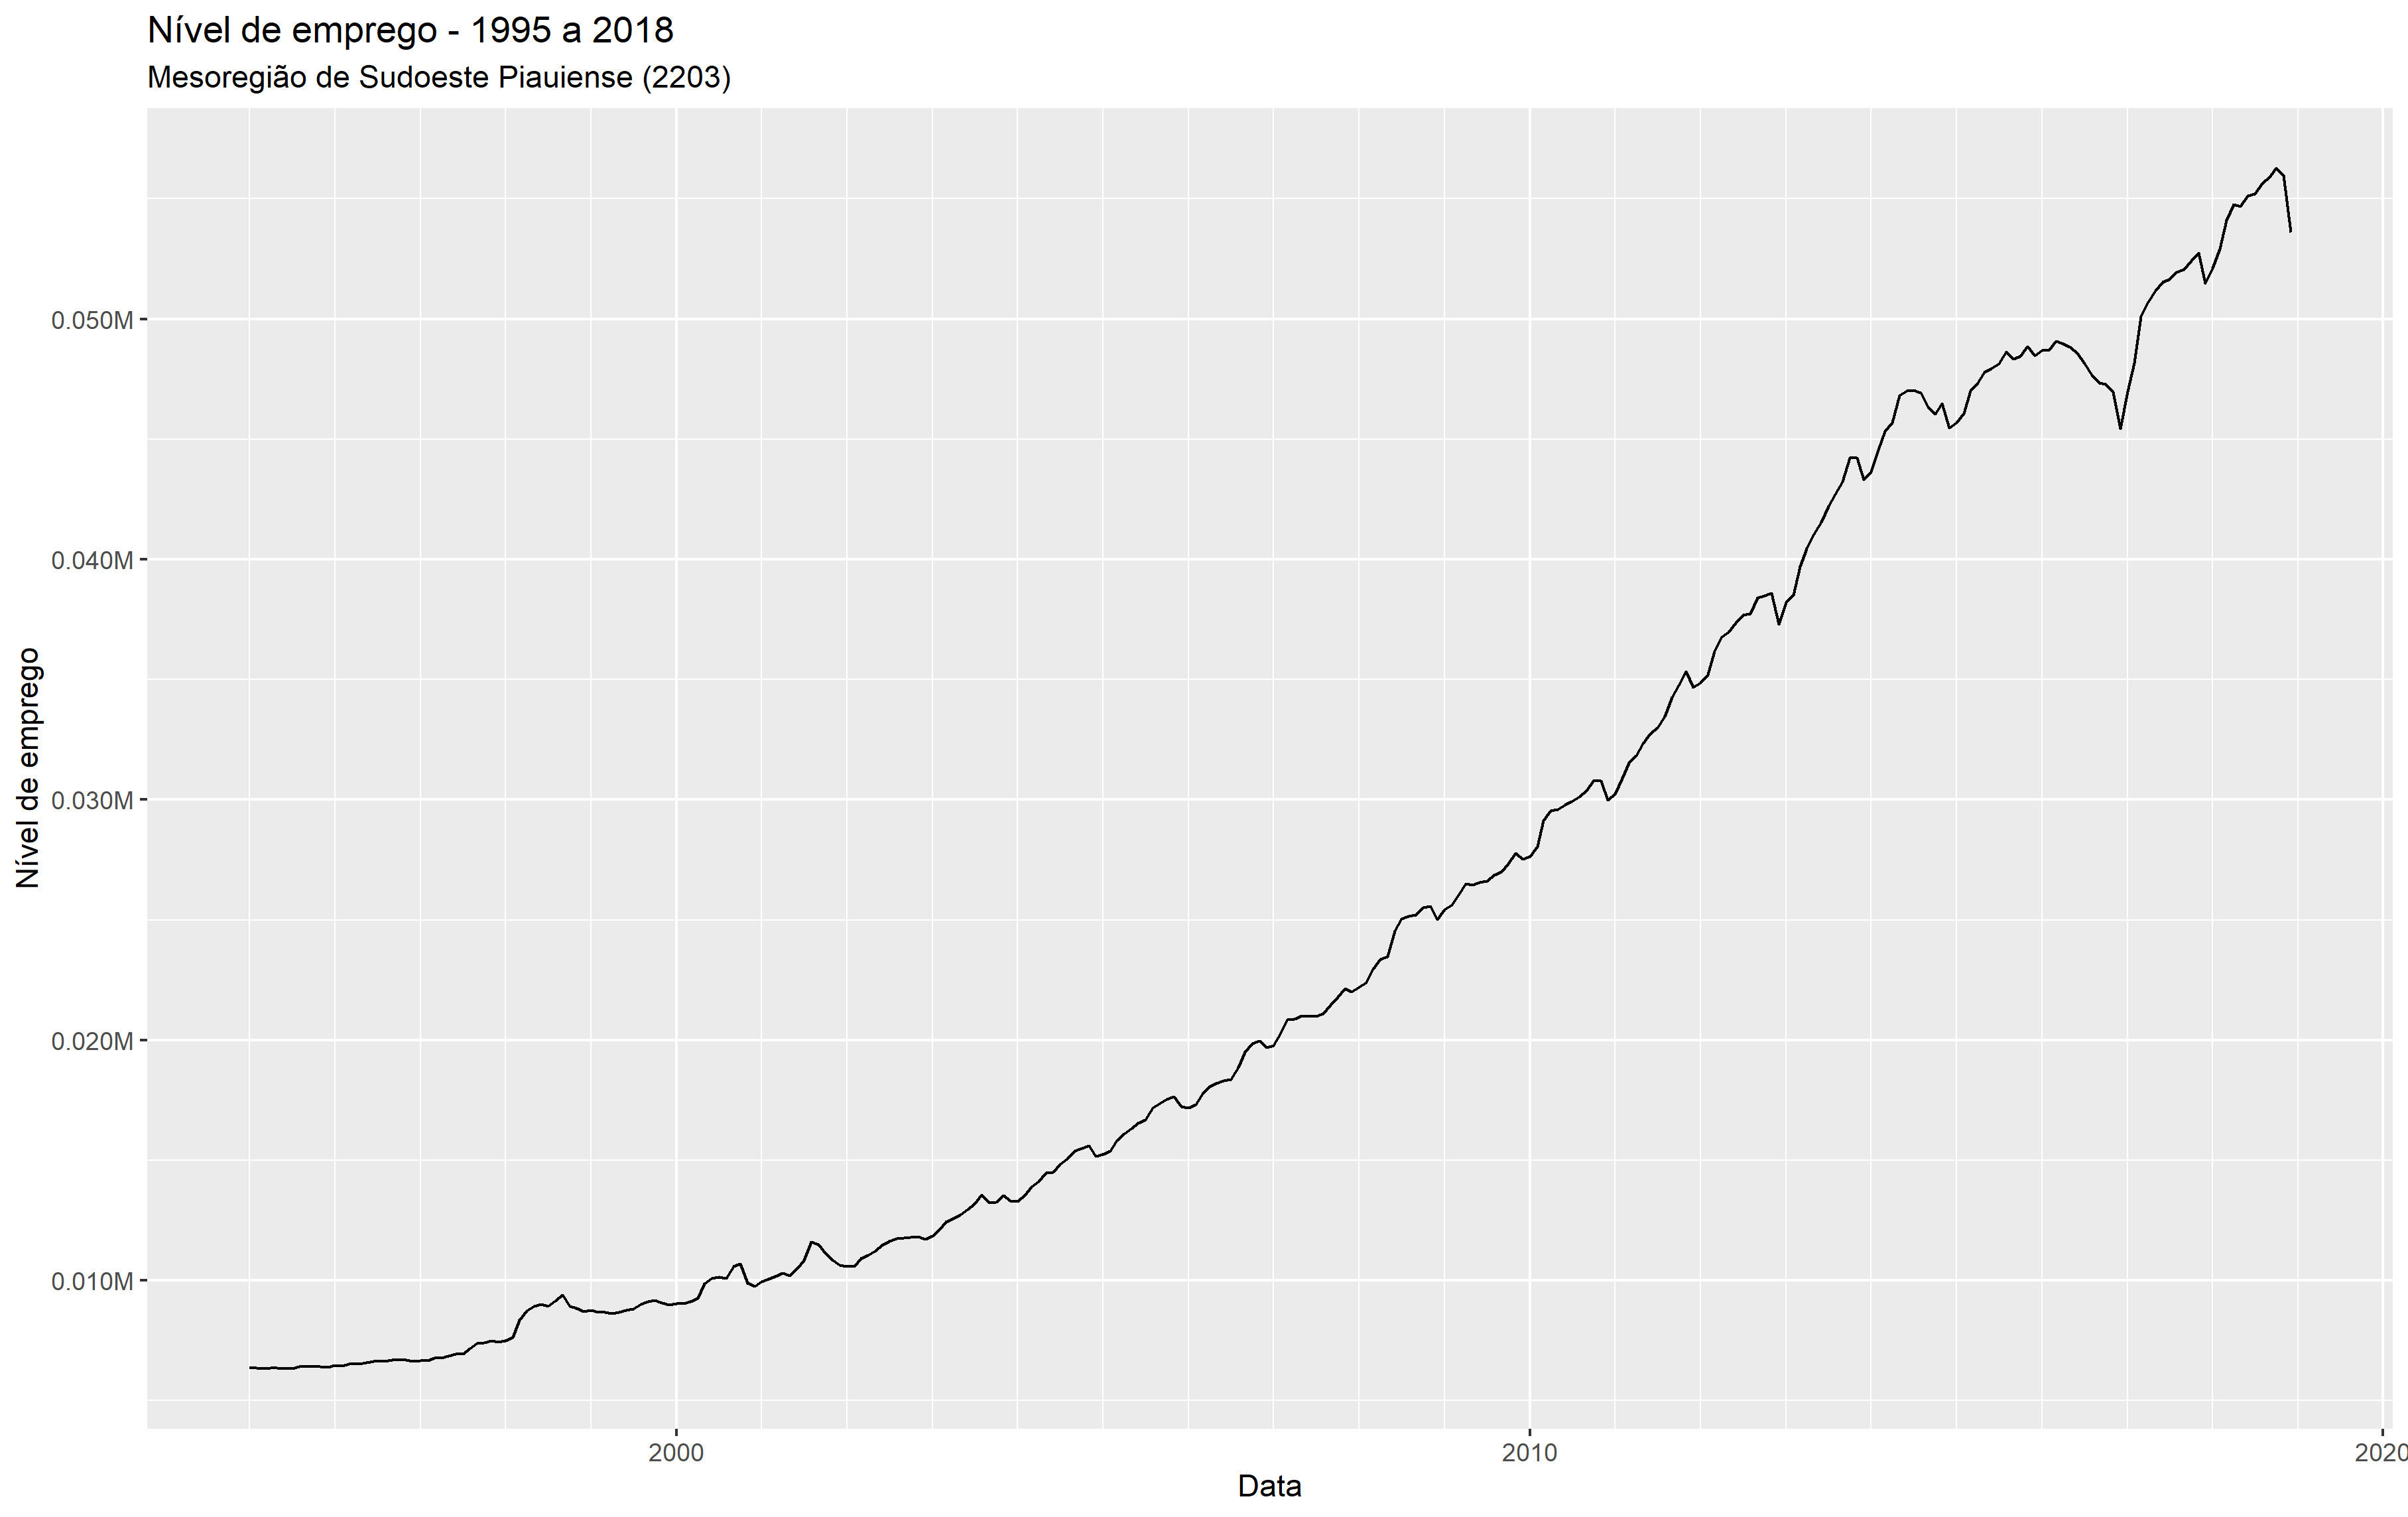 Nível de emprego - 1995 a 2018
Mesoregião de Sudoeste Piauiense (2203)
Nível de emprego
0.050M
0.040M
0.030M
0.020M
0.010M
2000
2010
2020
Data